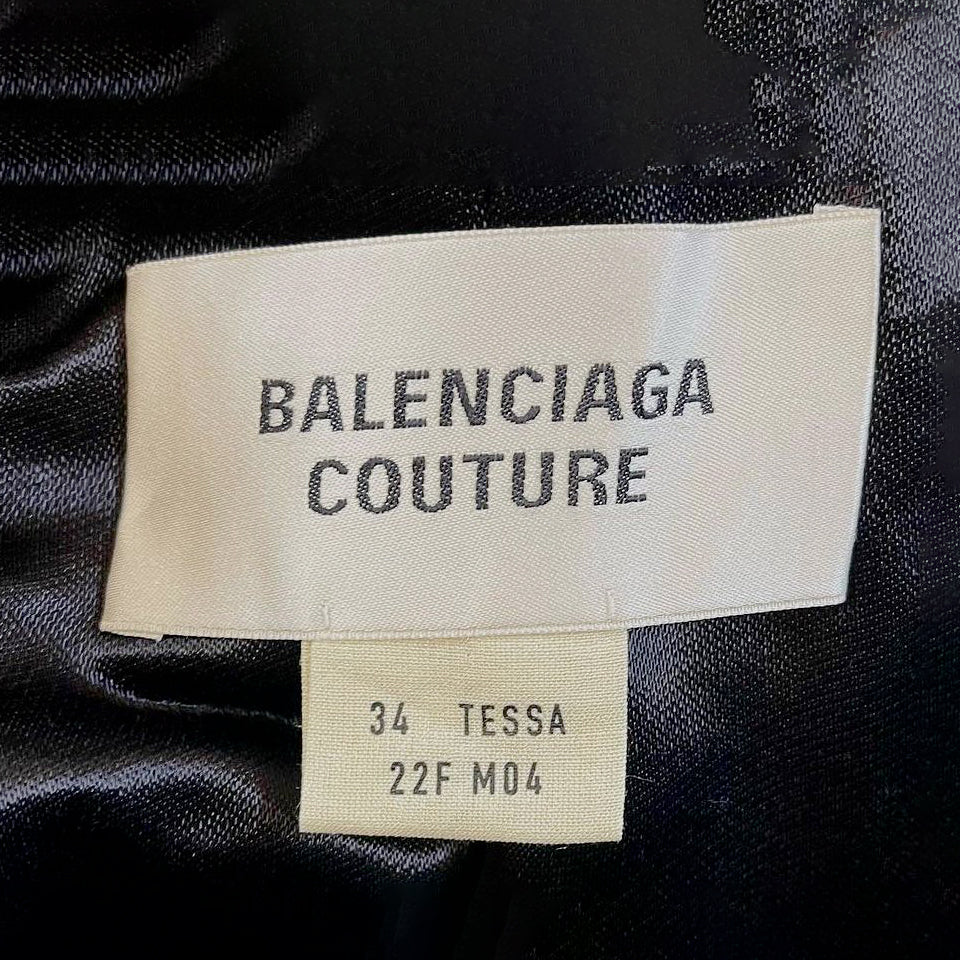 BALENCIAGA
COUTURE
34 TESSA
22F M04